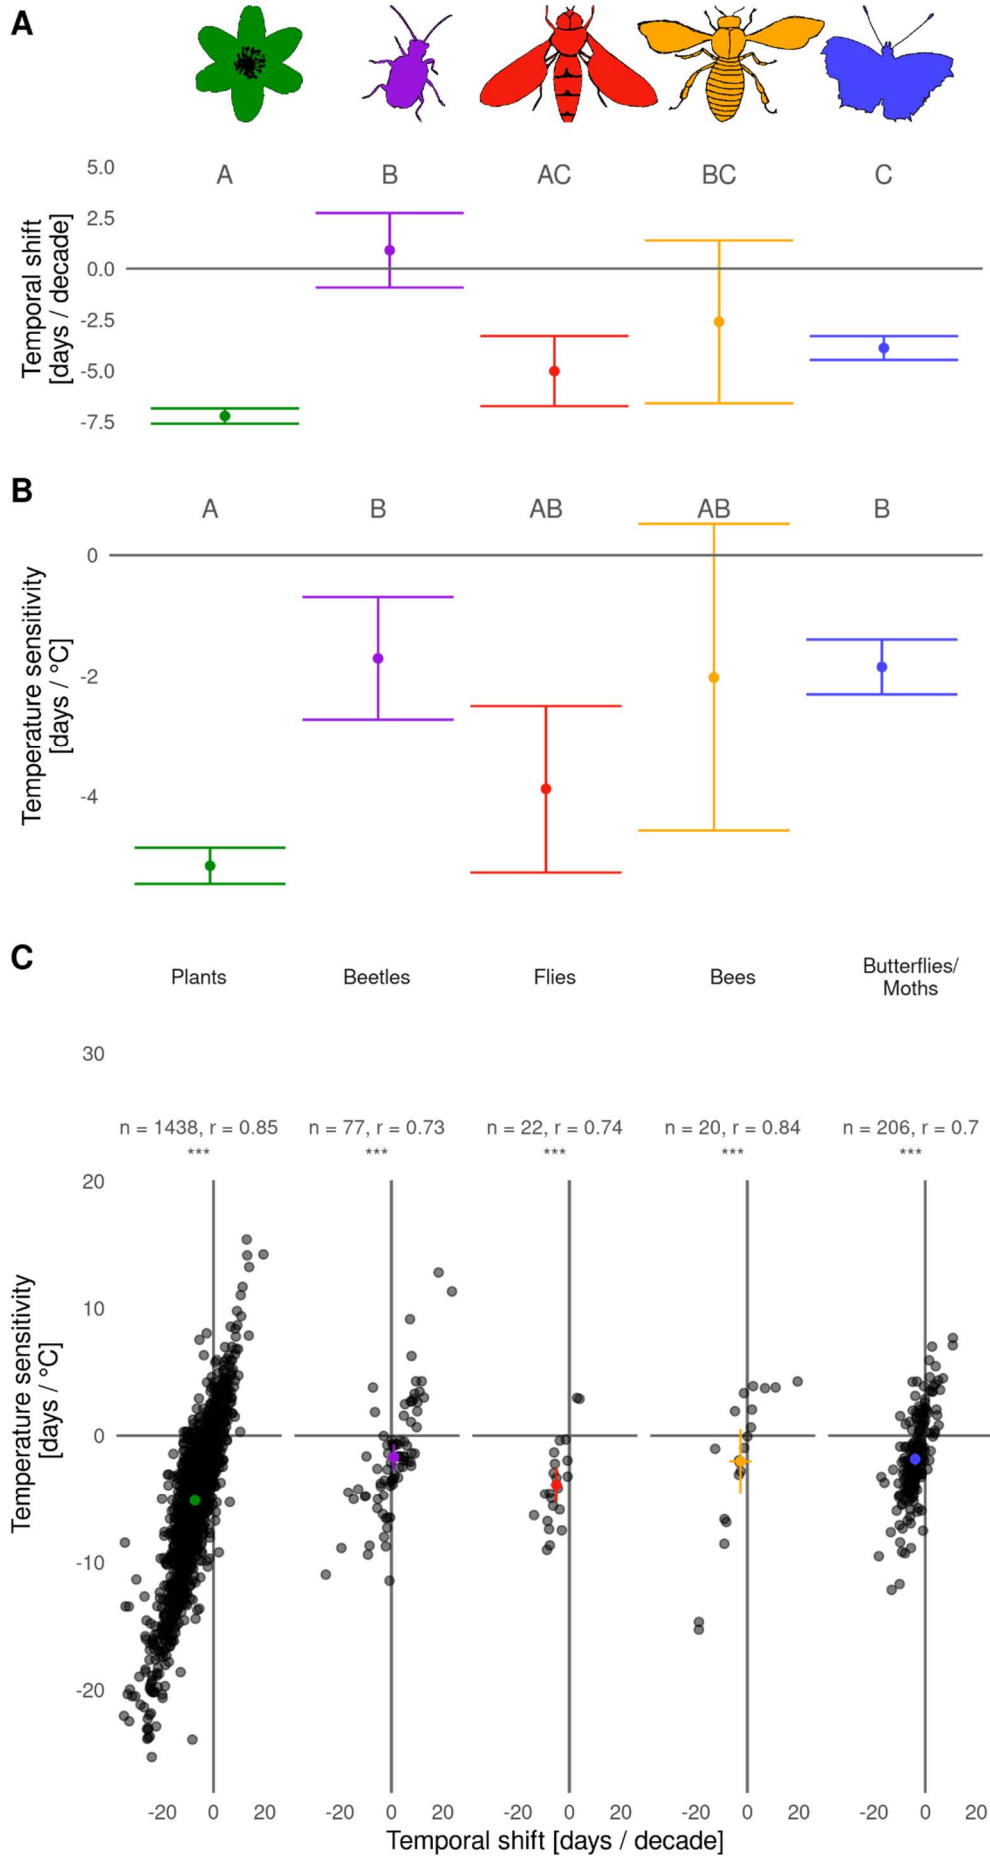 A
Temporal shift
[days / decade]
5.0
2.5
0.0
-2.5
-5.0
-7.5
A B AC BC C
B
Temperature sensitivity
[days / °C]
0
-2
-4
A B AB AB B
C
Plants Beetles Flies Bees Butterflies/
Moths
Temperature sensitivity
[days / °C]
30
20
10
0
-10
-20
n = 1438, r = 0.85 n = 77, r = 0.73 n = 22, r = 0.74 n = 20, r = 0.84 n = 206, r = 0.7
*** *** *** *** ***
-20 0 20 -20 0 20 -20 0 20 -20 0 20 -20 0 20
Temporal shift [days / decade]